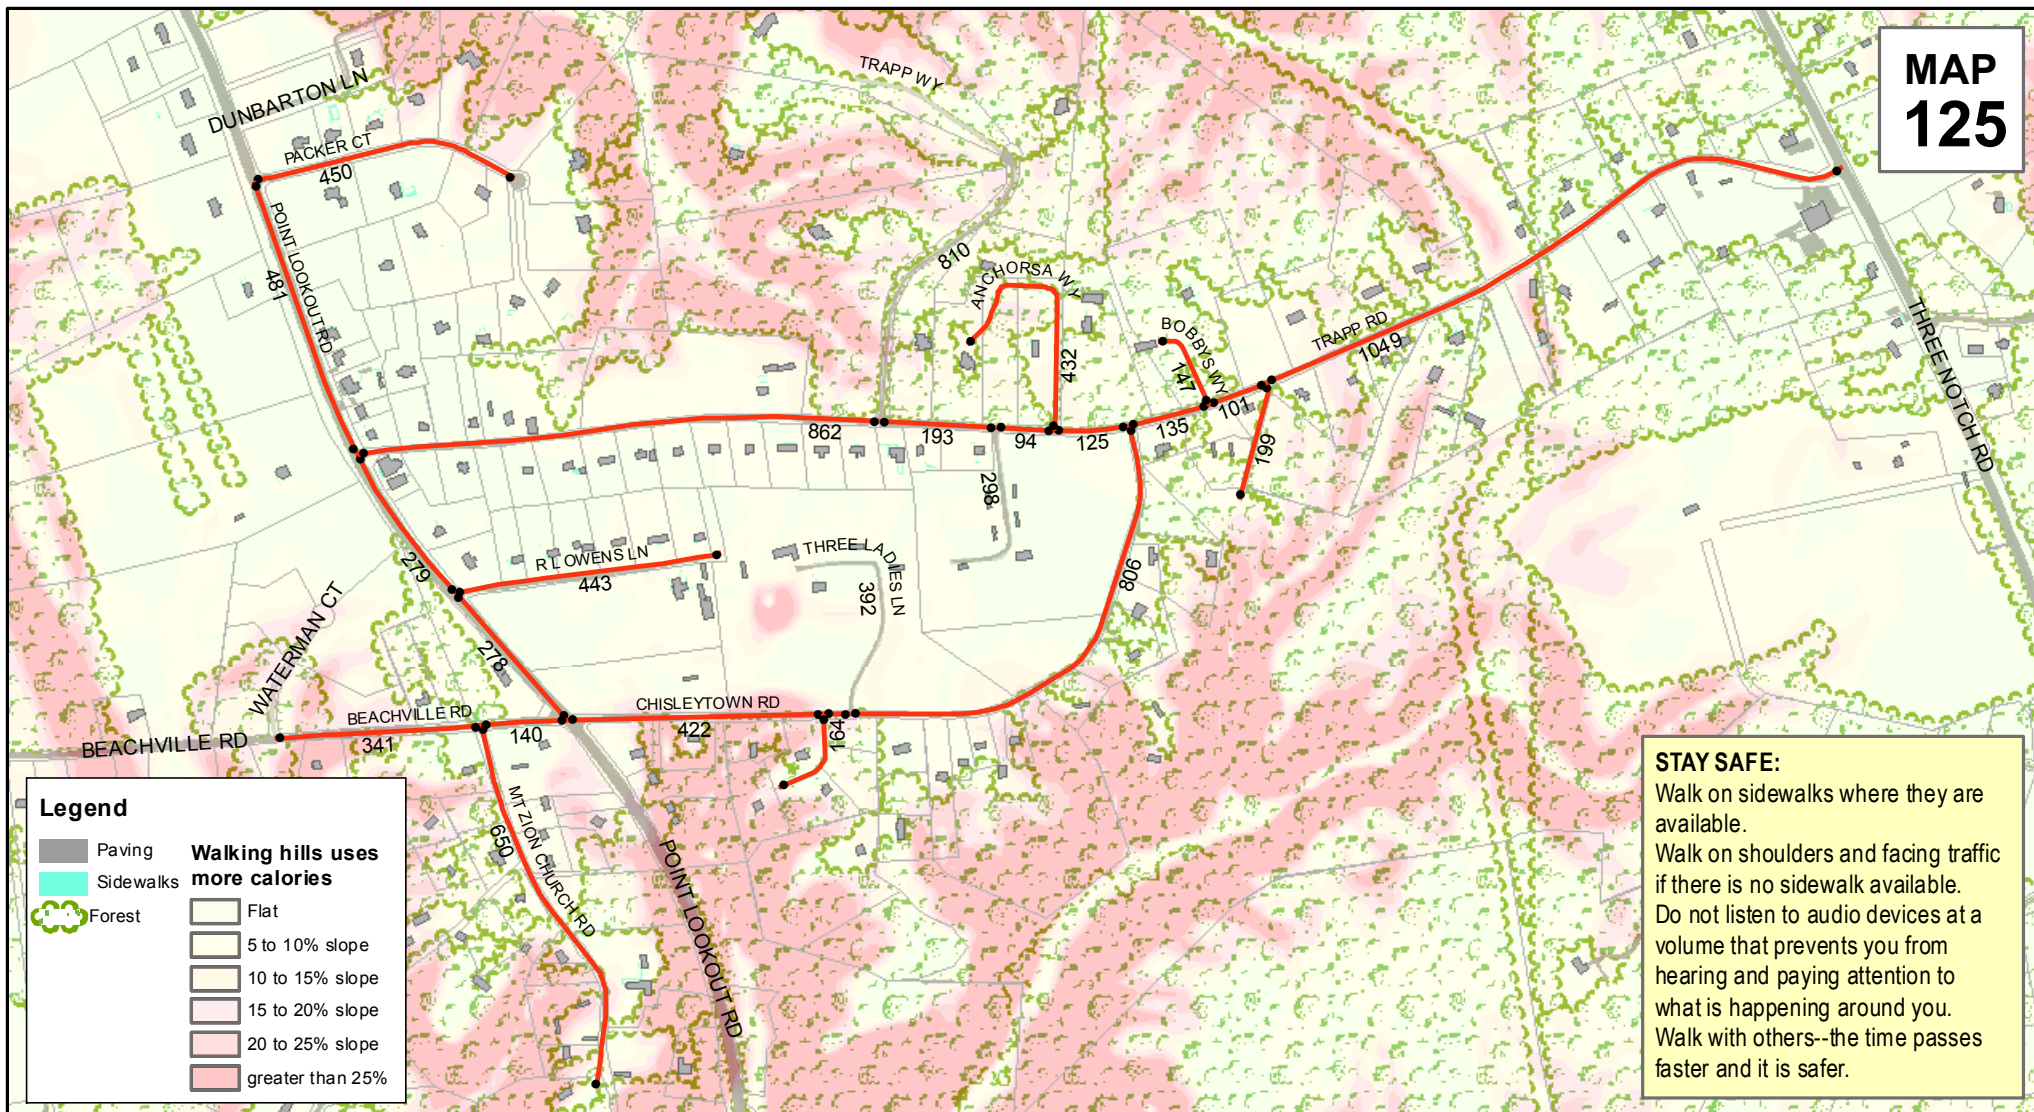 MAP
125
TRAPP WY
DUNBARTON LN
PACKER CT
450
POINT LOOKOUT RD
481
810
ANCHORSA WY
432
BOBBYS WY
147
TRAPP RD
1049
THREE NOTCH RD
862
193
94
125
135
101
199
298
279
R L OWENS LN
443
THREE LADIES LN
392
806
WATERMAN CT
278
BEACHVILLE RD
BEACHVILLE RD
341
140
CHISLEYTOWN RD
422
164
MT ZION CHURCH RD
650
POINT LOOKOUT RD
Legend
Paving
Sidewalks
Forest
Walking hills uses
more calories
Flat
5 to 10% slope
10 to 15% slope
15 to 20% slope
20 to 25% slope
greater than 25%
STAY SAFE:
Walk on sidewalks where they are
available.
Walk on shoulders and facing traffic
if there is no sidewalk available.
Do not listen to audio devices at a
volume that prevents you from
hearing and paying attention to
what is happening around you.
Walk with others--the time passes
faster and it is safer.